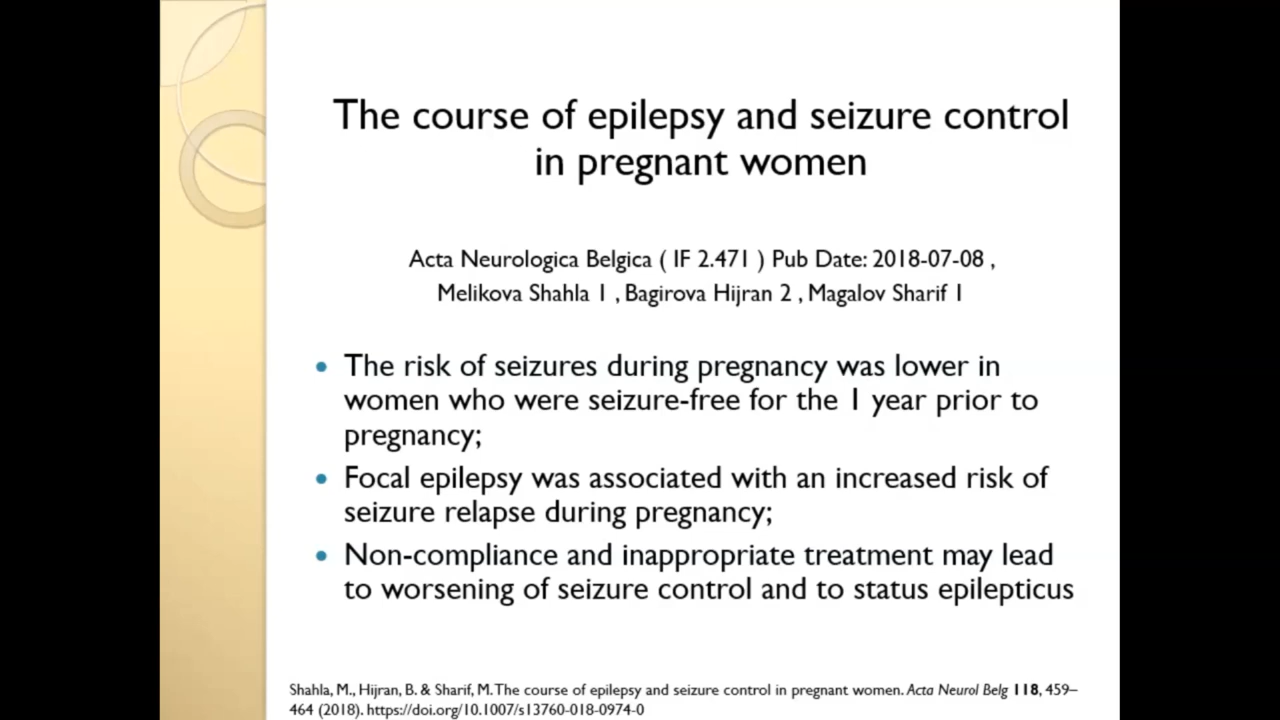 The course of epilepsy and seizure control
in pregnant women
Acta Neurologica Belgica ( IF 2.471 ) Pub Date: 2018-07-08 ,
Melikova Shahla 1 , Bagirova Hijran 2 , Magalov Sharif 1
• The risk of seizures during pregnancy was lower in
women who were seizure-free for the 1 year prior to
pregnancy;
• Focal epilepsy was associated with an increased risk of
seizure relapse during pregnancy;
• Non-compliance and inappropriate treatment may lead
to worsening of seizure control and to status epilepticus
Shahla, M., Hijran, B. & Sharif, M. The course of epilepsy and seizure control in pregnant women. Acta Neurol Belg 118, 459–
464 (2018). https://doi.org/10.1007/s13760-018-0974-0